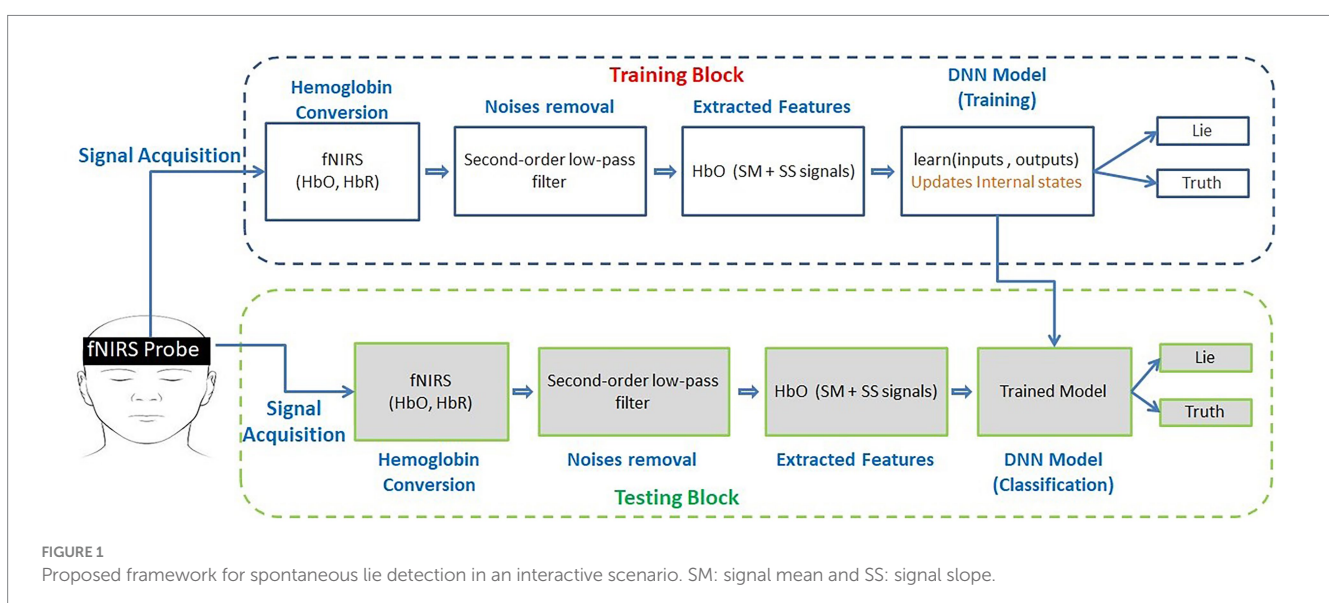 Training Block
Hemoglobin
Conversion
Noises removal
Extracted Features
DNN Model
(Training)
Signal Acquisition
fNIRS
(HbO, HbR)
Second-order low-pass
filter
HbO (SM + SS signals)
learn(inputs , outputs)
Updates Internal states
Lie
Truth
fNIRS Probe
Signal
Acquisition
fNIRS
(HbO, HbR)
Second-order low-pass
filter
HbO (SM + SS signals)
Trained Model
Lie
Truth
Hemoglobin
Conversion
Noises removal
Extracted Features
DNN Model
(Classification)
Testing Block
FIGURE 1
Proposed framework for spontaneous lie detection in an interactive scenario. SM: signal mean and SS: signal slope.